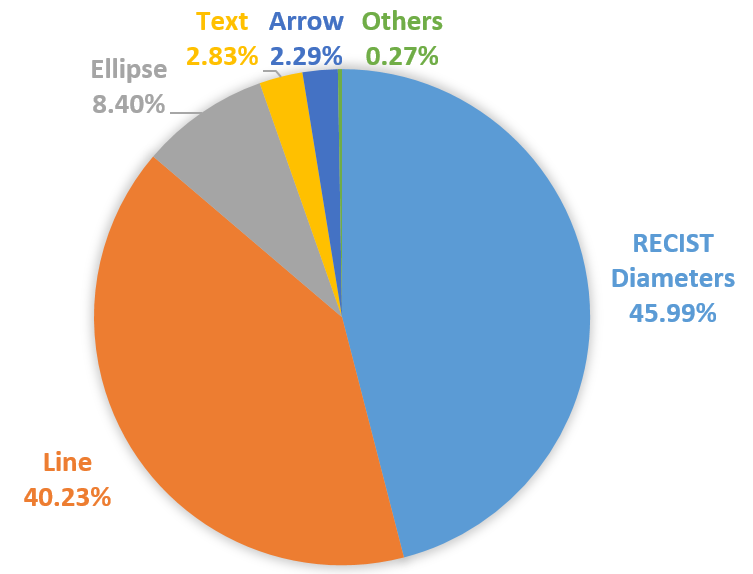 Text
2.83%
Arrow
2.29%
Others
0.27%
Ellipse
8.40%
RECIST
Diameters
45.99%
Line
40.23%